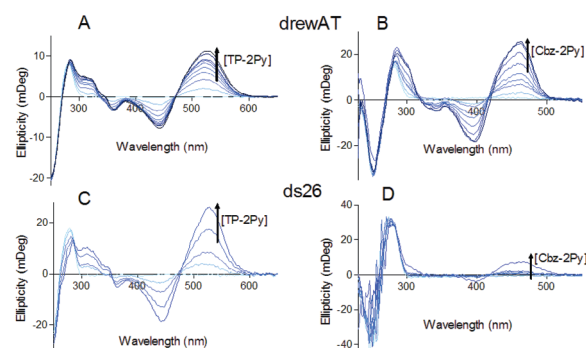 A drewAT B
10
0
-10
-20
Ellipticity (mDeg)
300 400 500 600
Wavelength (nm)
[TP-2Py]
20
0
-20
Ellipticity (mDeg)
300 400 500
Wavelength (nm)
[Cbz-2Py]
C ds26 D
20
0
-20
Ellipticity (mDeg)
300 400 500 600
Wavelength (nm)
[TP-2Py]
40
20
0
-20
-40
Ellipticity (mDeg)
300 400 500
Wavelength (nm)
[Cbz-2Py]